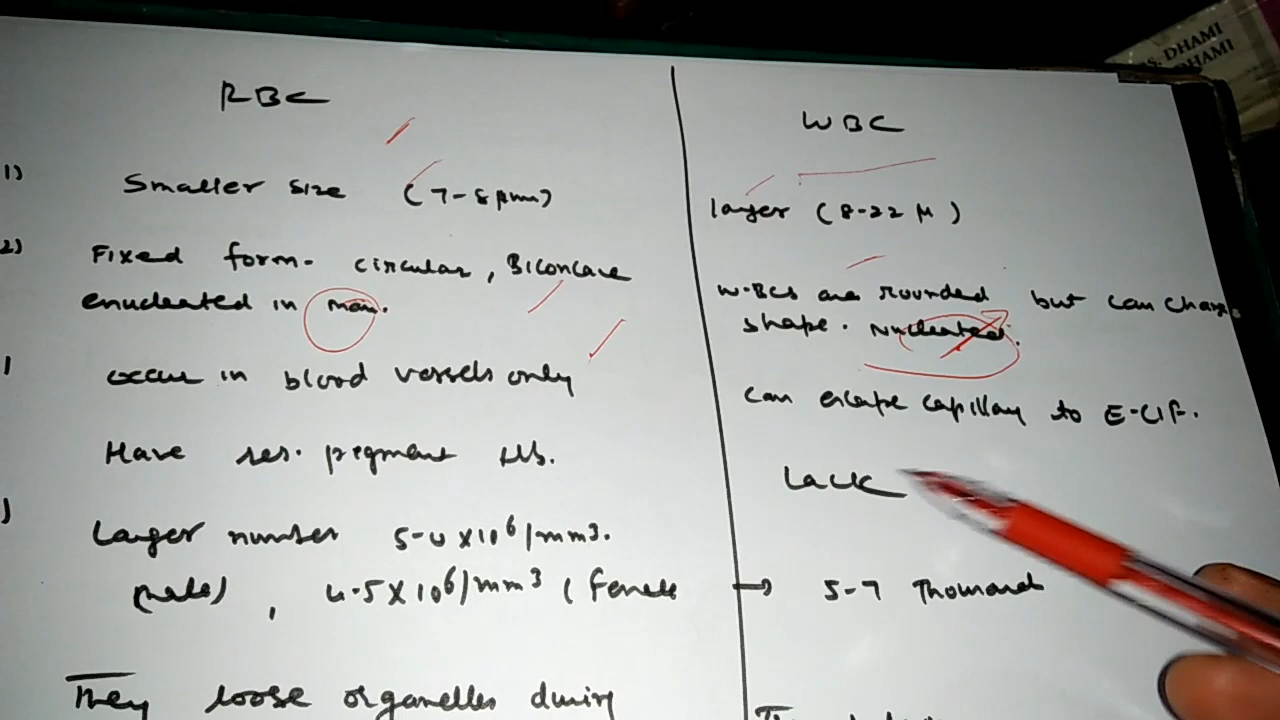 S. DHAMI
DHAMI
RBC
WBC
1) Smaller size (7-8 µm)
larger (8-22 M)
2) Fixed form. circular, Biconcave
enucleated in man.
W.BCs are rounded but can change
shape. Nucleated.
occur in blood vessels only
can escape capillary to E-C/F.
Have res. pigment Hb.
Lack
Larger number 5-4 x 10⁶/mm3.
(male), 4.5 X 10⁶/mm3 (Female
→ 5-7 Thousand
They loose organelles during